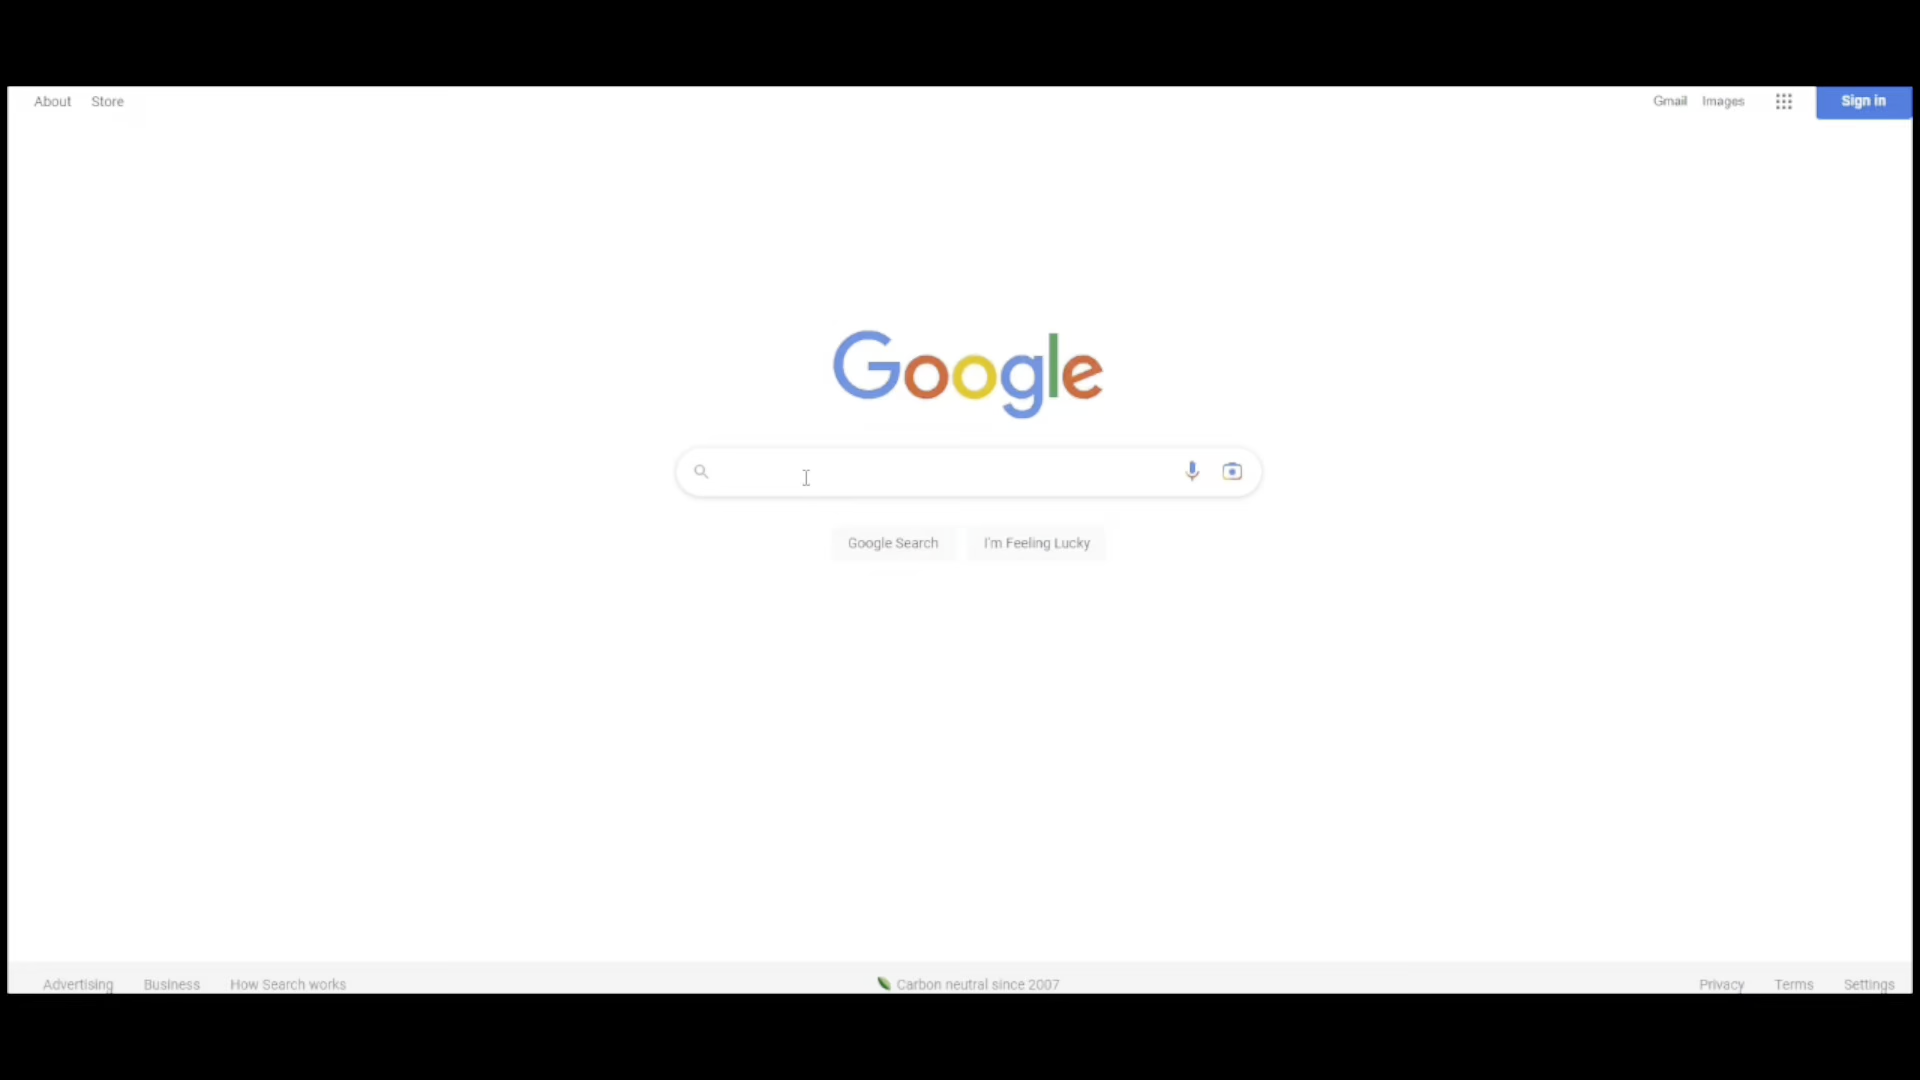 About Store
Gmail Images Sign in
Google
Google Search I'm Feeling Lucky
Advertising Business How Search works
Carbon neutral since 2007
Privacy Terms Settings